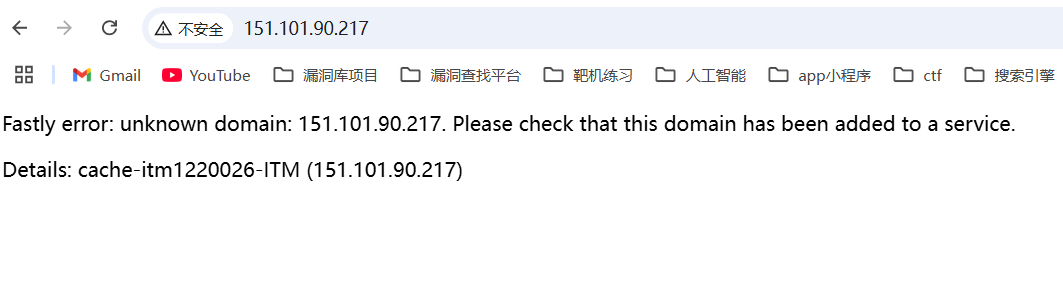 不安全 151.101.90.217
Gmail YouTube 漏洞库项目 漏洞查找平台 靶机练习 人工智能 app小程序 ctf 搜索引擎
Fastly error: unknown domain: 151.101.90.217. Please check that this domain has been added to a service.
Details: cache-itm1220026-ITM (151.101.90.217)